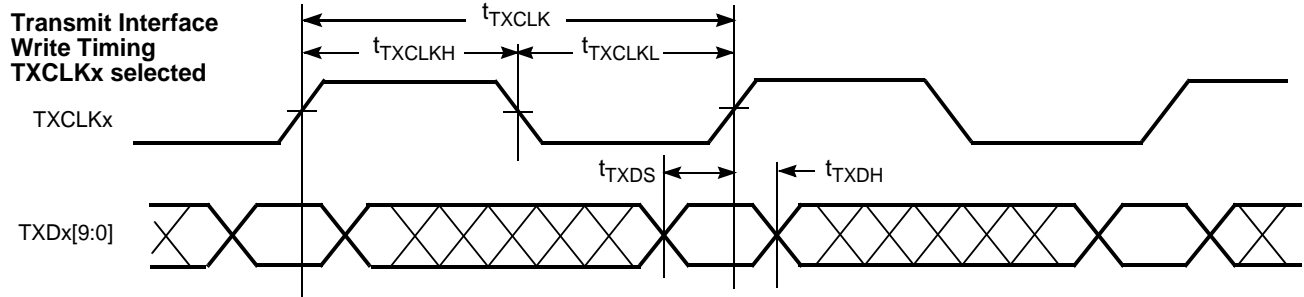 Transmit Interface
Write Timing
TXCLKx selected
tTXCLK
tTXCLKH
tTXCLKL
TXCLKx
tTXDS
tTXDH
TXDx[9:0]